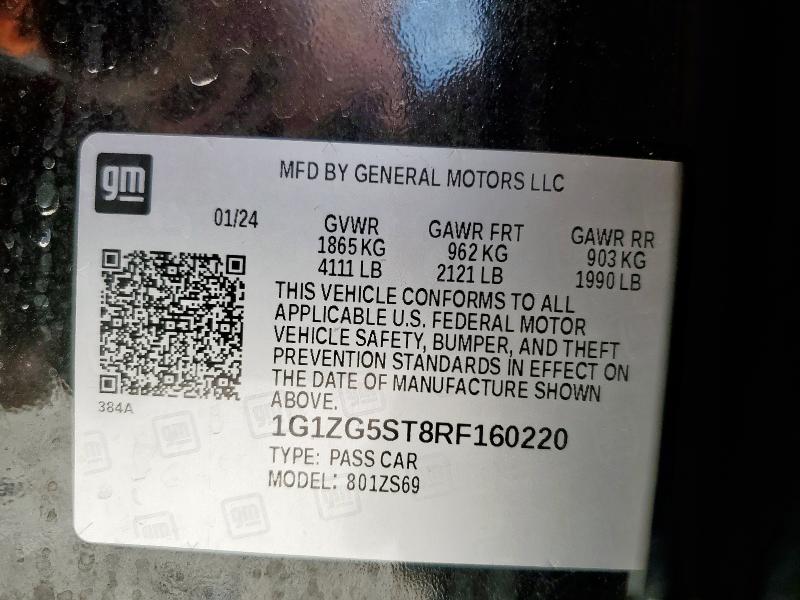 gm
MFD BY GENERAL MOTORS LLC
01/24
GVWR
1865 KG
4111 LB
GAWR FRT
962 KG
2121 LB
GAWR RR
903 KG
1990 LB
THIS VEHICLE CONFORMS TO ALL
APPLICABLE U.S. FEDERAL MOTOR
VEHICLE SAFETY, BUMPER, AND THEFT
PREVENTION STANDARDS IN EFFECT ON
THE DATE OF MANUFACTURE SHOWN
ABOVE.
384A
1G1ZG5ST8RF160220
TYPE: PASS CAR
MODEL: 801ZS69